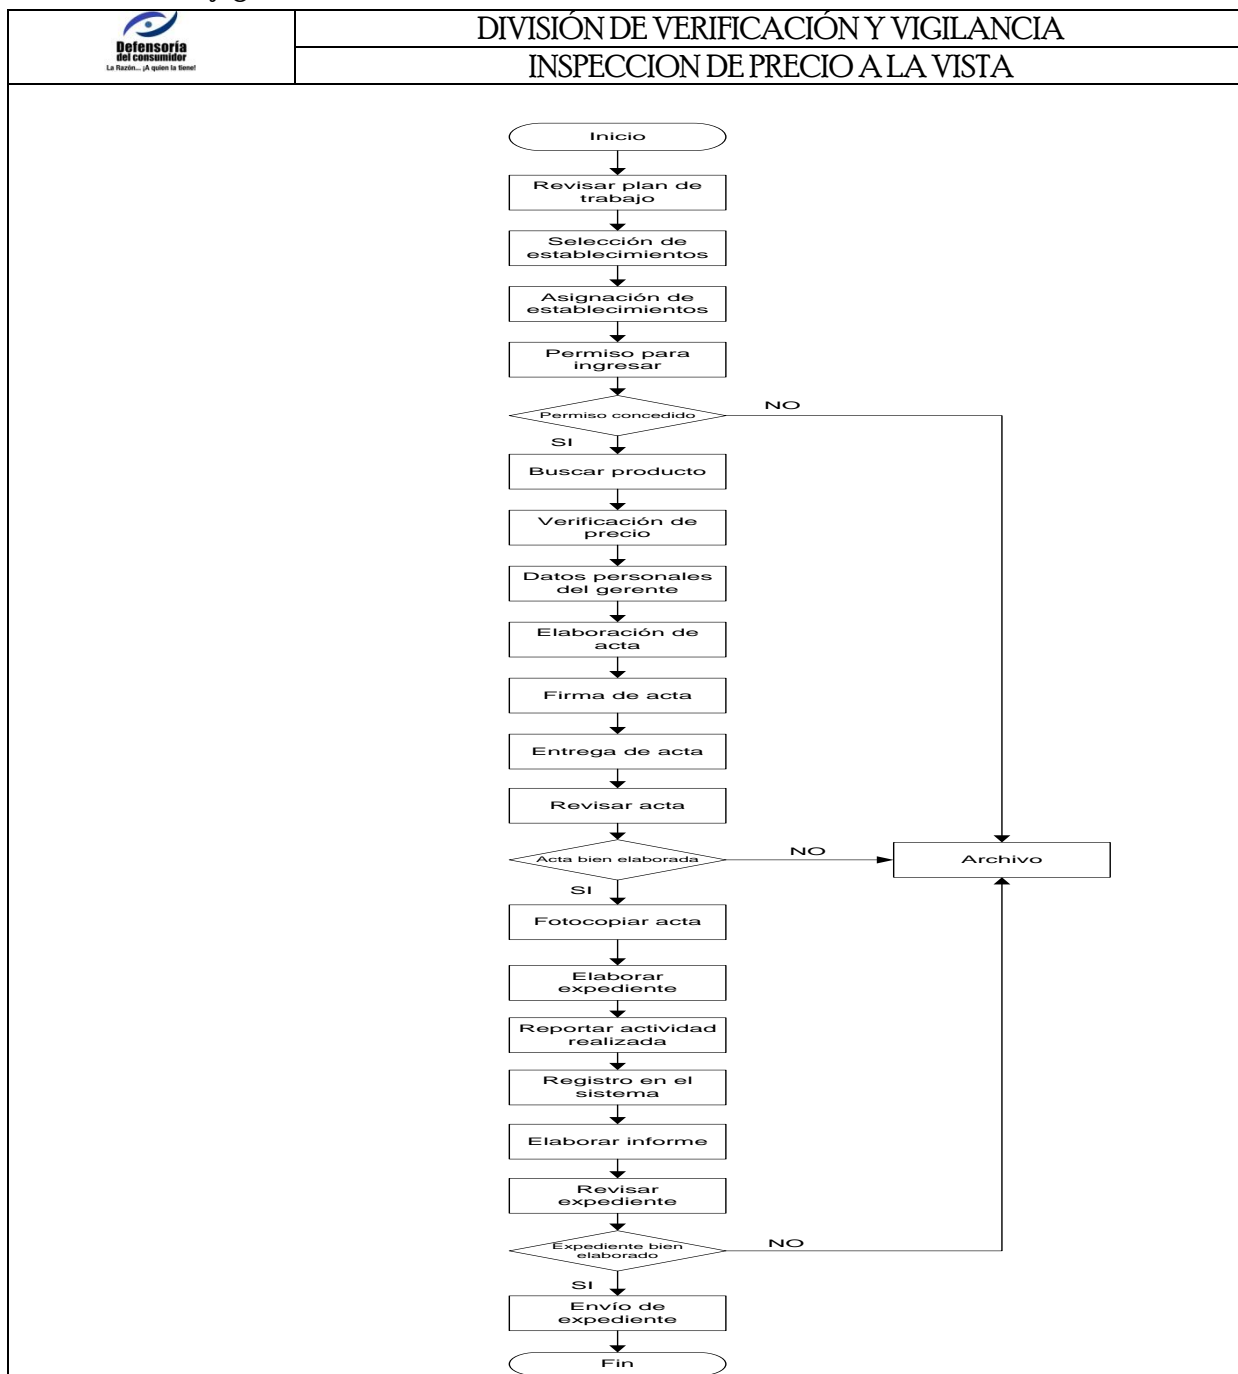 Defensoría
del consumidor
La Razón... ¡A quien la tiene!
DIVISIÓN DE VERIFICACIÓN Y VIGILANCIA
INSPECCION DE PRECIO A LA VISTA
Inicio
Revisar plan de
trabajo
Selección de
establecimientos
Asignación de
establecimientos
Permiso para
ingresar
Permiso concedido
NO
SI
Buscar producto
Verificación de
precio
Datos personales
del gerente
Elaboración de
acta
Firma de acta
Entrega de acta
Revisar acta
Acta bien elaborada
NO
Archivo
SI
Fotocopiar acta
Elaborar
expediente
Reportar actividad
realizada
Registro en el
sistema
Elaborar informe
Revisar
expediente
Expediente bien
elaborado
NO
SI
Envío de
expediente
Fin